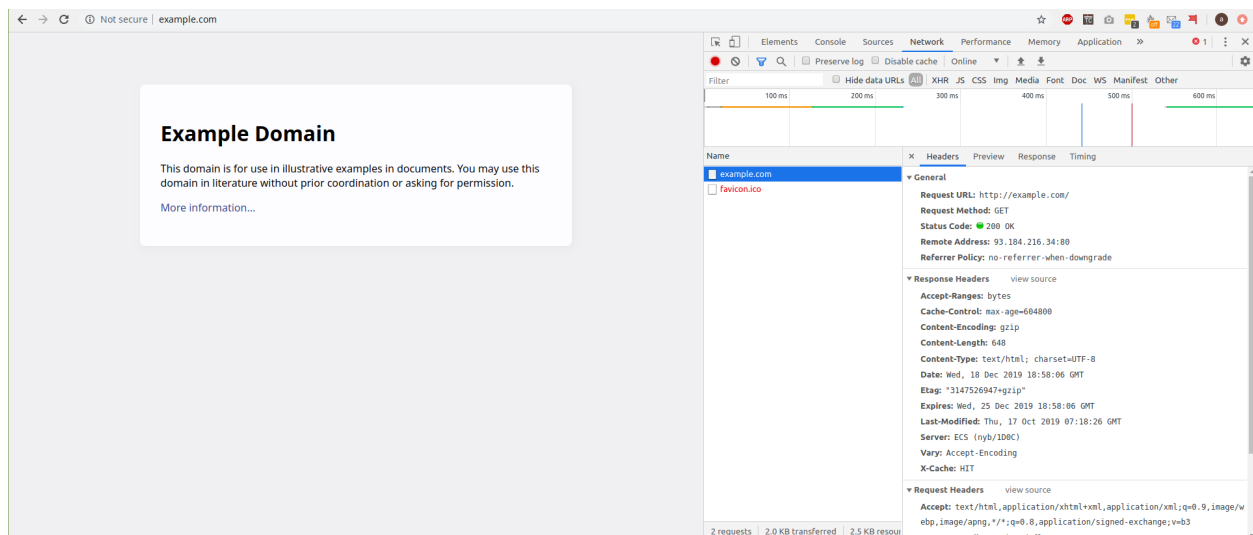 Not secure | example.com
ABP
TC
2
off
22
a
Example Domain
This domain is for use in illustrative examples in documents. You may use this
domain in literature without prior coordination or asking for permission.
More information...
Elements Console Sources Network Performance Memory Application » 1
Preserve log Disable cache Online
Filter Hide data URLs All XHR JS CSS Img Media Font Doc WS Manifest Other
100 ms 200 ms 300 ms 400 ms 500 ms 600 ms
Name
example.com
favicon.ico
× Headers Preview Response Timing
General
Request URL: http://example.com/
Request Method: GET
Status Code: 200 OK
Remote Address: 93.184.216.34:80
Referrer Policy: no-referrer-when-downgrade
Response Headers view source
Accept-Ranges: bytes
Cache-Control: max-age=604800
Content-Encoding: gzip
Content-Length: 648
Content-Type: text/html; charset=UTF-8
Date: Wed, 18 Dec 2019 18:58:06 GMT
Etag: "3147526947+gzip"
Expires: Wed, 25 Dec 2019 18:58:06 GMT
Last-Modified: Thu, 17 Oct 2019 07:18:26 GMT
Server: ECS (nyb/1D0C)
Vary: Accept-Encoding
X-Cache: HIT
Request Headers view source
Accept: text/html,application/xhtml+xml,application/xml;q=0.9,image/w
ebp,image/apng,*/*;q=0.8,application/signed-exchange;v=b3
2 requests 2.0 KB transferred 2.5 KB resou